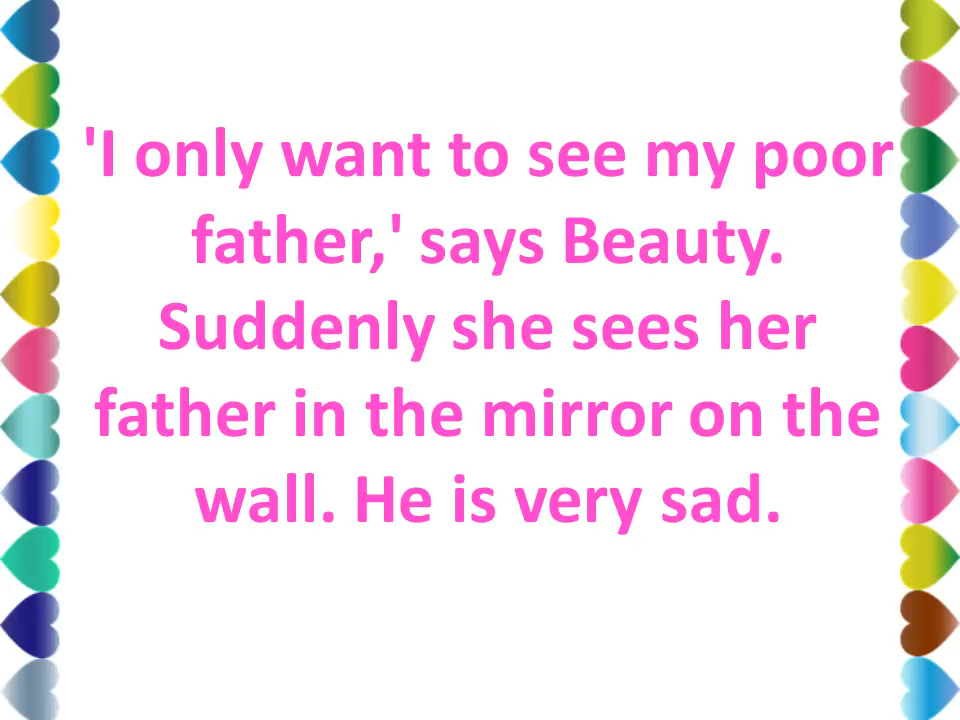 'I only want to see my poor
father,' says Beauty.
Suddenly she sees her
father in the mirror on the
wall. He is very sad.